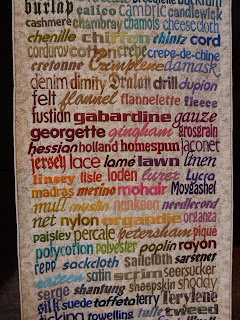 burlap
calico cambric candlewick
cashmere chambray chamois cheesecloth
chenille chiffon chintz cord
corduroy cotton crepe crepe-de-chine
cretonne Crimplene damask
denim dimity Dralon drill dupion
felt flannel flannelette fleece
fustian gabardine gauze
georgette gingham grosgrain
hessian holland homespun jaconet
jersey lace lamé lawn linen
linsey lisle loden lurex Lycra
madras merino mohair Moygashel
mull muslin nankeen needlecord
net nylon organdie organza
paisley percale petersham pique
polycotton polyester poplin rayon
repp sackcloth sailcloth sarsnet
sateen satin scrim seersucker
serge shantung sheepskin shoddy
silk suede taffeta terry Terylene
ticking towelling tulle tweed